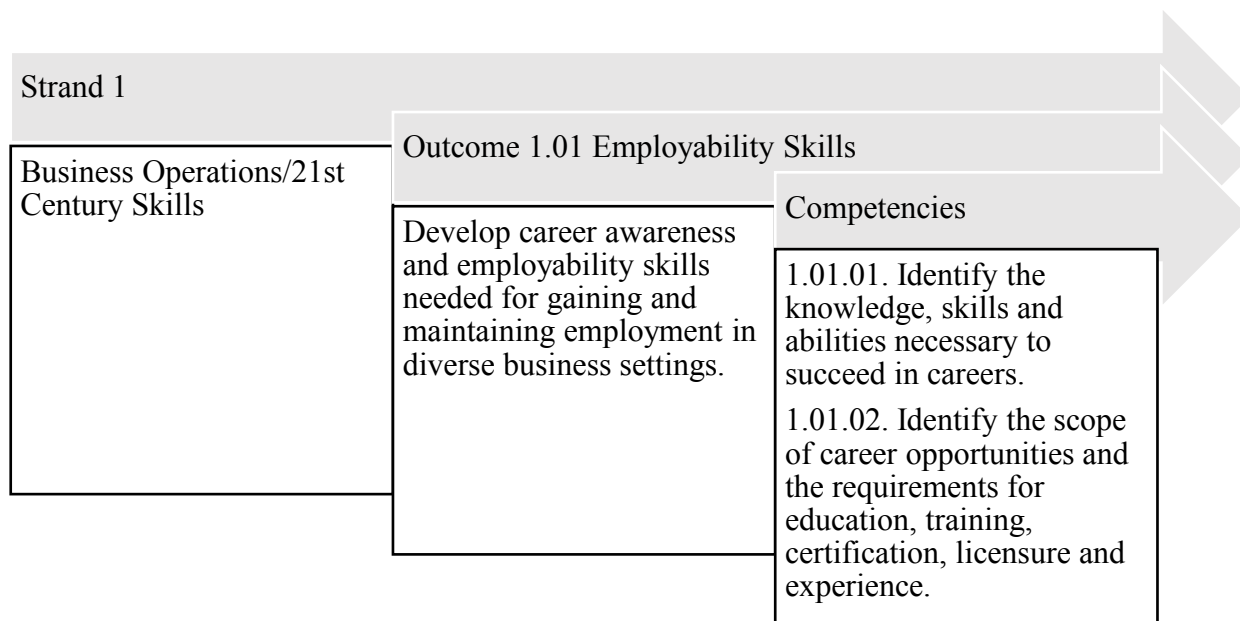 Strand 1
Business Operations/21st
Century Skills
Outcome 1.01 Employability Skills
Develop career awareness
and employability skills
needed for gaining and
maintaining employment in
diverse business settings.
Competencies
1.01.01. Identify the
knowledge, skills and
abilities necessary to
succeed in careers.
1.01.02. Identify the scope
of career opportunities and
the requirements for
education, training,
certification, licensure and
experience.